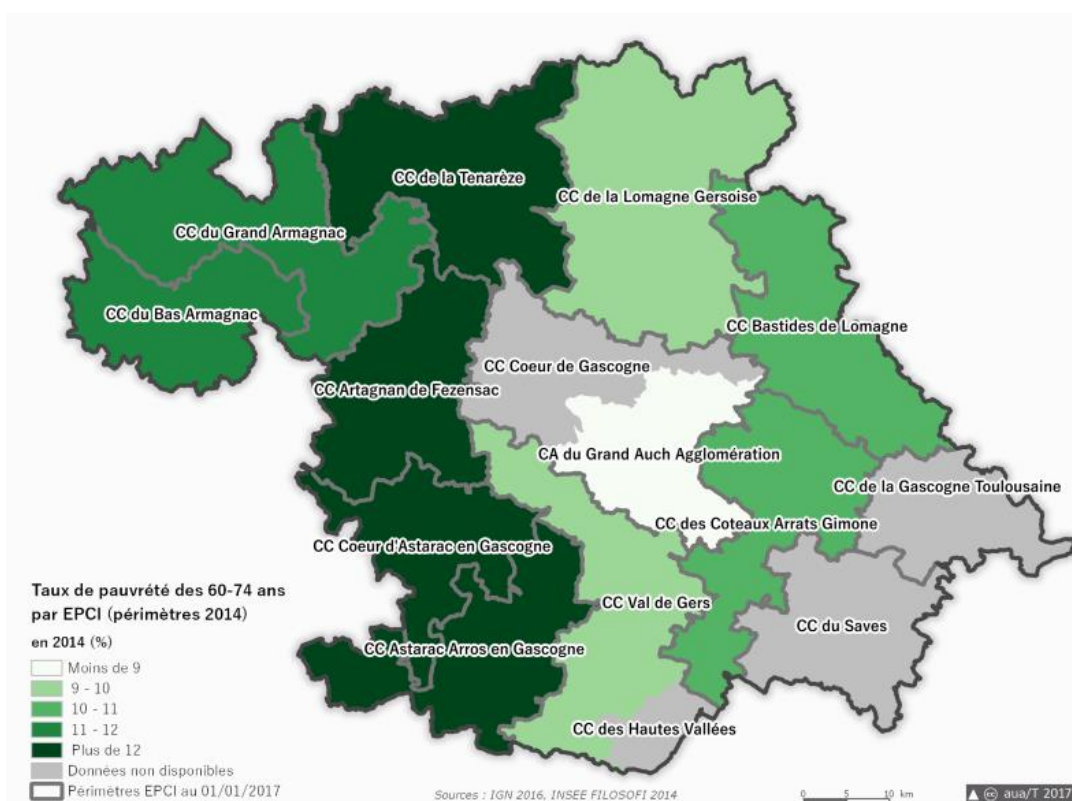 CC de la Tenarèze
CC de la Lomagne Gersoise
CC du Grand Armagnac
CC du Bas Armagnac
CC Bastides de Lomagne
CC Coeur de Gascogne
CC Artagnan de Fezensac
CA du Grand Auch Agglomération
CC de la Gascogne Toulousaine
CC des Coteaux Arrats Gimone
CC Coeur d'Astarac en Gascogne
CC Val de Gers
CC du Saves
CC Astarac Arros en Gascogne
CC des Hautes Vallées
Taux de pauvrété des 60-74 ans
par EPCI (périmètres 2014)
en 2014 (%)
Moins de 9
9 - 10
10 - 11
11 - 12
Plus de 12
Données non disponibles
Périmètres EPCI au 01/01/2017
Sources : IGN 2016, INSEE FILOSOFI 2014
0 5 10 km
cc aua/T 2017